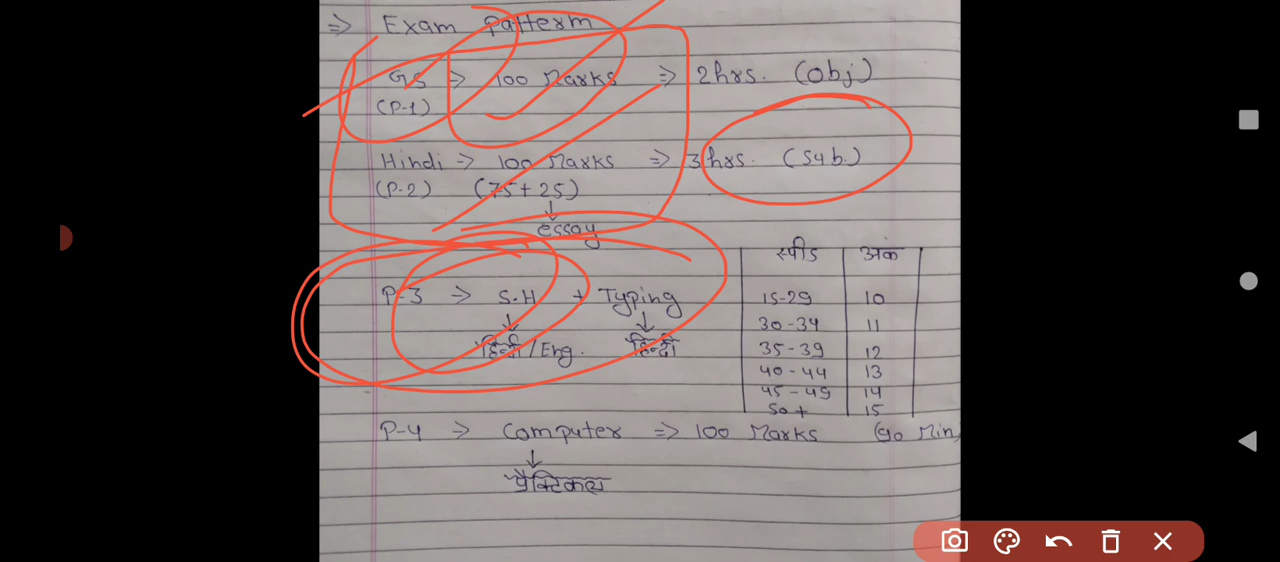 ⇒ Exam Pattern
GS ⇒ 100 Marks ⇒ 2 hrs. (Obj)
(P-1)
Hindi ⇒ 100 Marks ⇒ 3 hrs. (Sub.)
(P-2) (75+25)
↓
essay
स्पीड अंक
P-3 ⇒ S.H + Typing
↓ ↓
हिन्दी / Eng. हिन्दी
15-29 10
30-34 11
35-39 12
40-44 13
45-49 14
50+ 15
P-4 ⇒ Computer ⇒ 100 Marks (90 Min
↓
प्रैक्टिकल